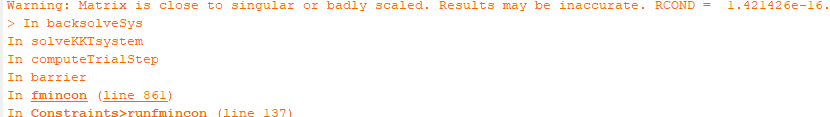 Warning: Matrix is close to singular or badly scaled. Results may be inaccurate. RCOND =  1.421426e-16.
> In backsolveSys
In solveKKTsystem
In computeTrialStep
In barrier
In fmincon (line 861)
In Constraints>runfmincon (line 137)